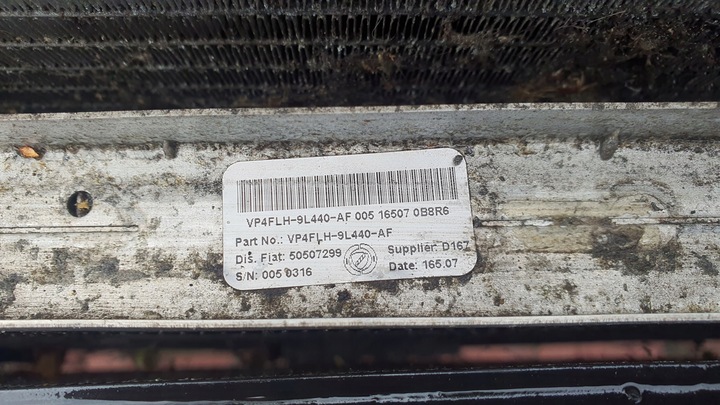 VP4FLH-9L440-AF 005 16507 0B8R6
Part No.: VP4FLH-9L440-AF
Dis. Fiat: 50507299 Supplier: D167
S/N: 005 0316 Date: 165.07